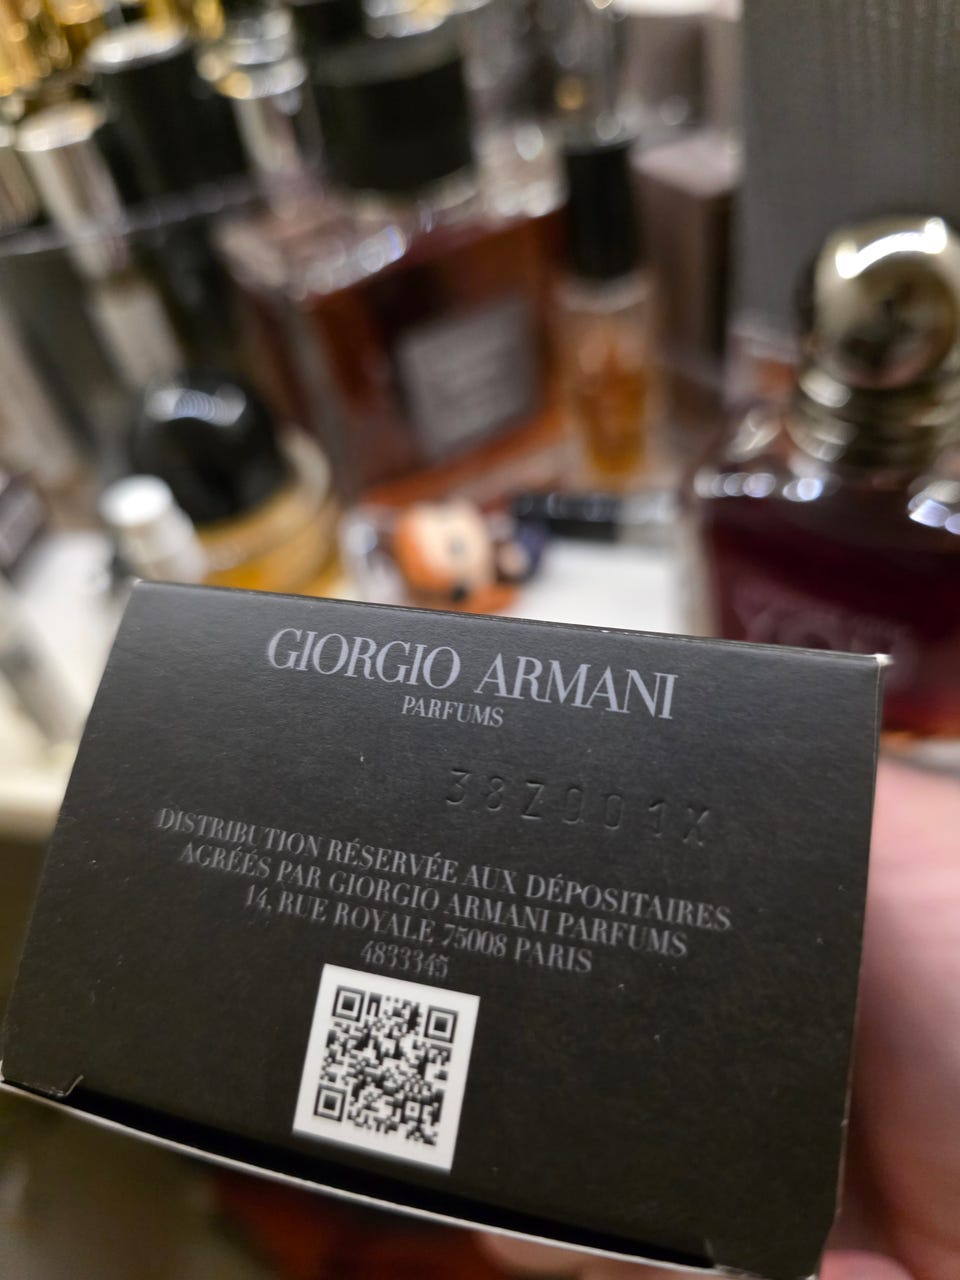 GIORGIO ARMANI
PARFUMS
38Z001X
DISTRIBUTION RÉSERVÉE AUX DÉPOSITAIRES
AGRÉÉS PAR GIORGIO ARMANI PARFUMS
14, RUE ROYALE 75008 PARIS
4833345